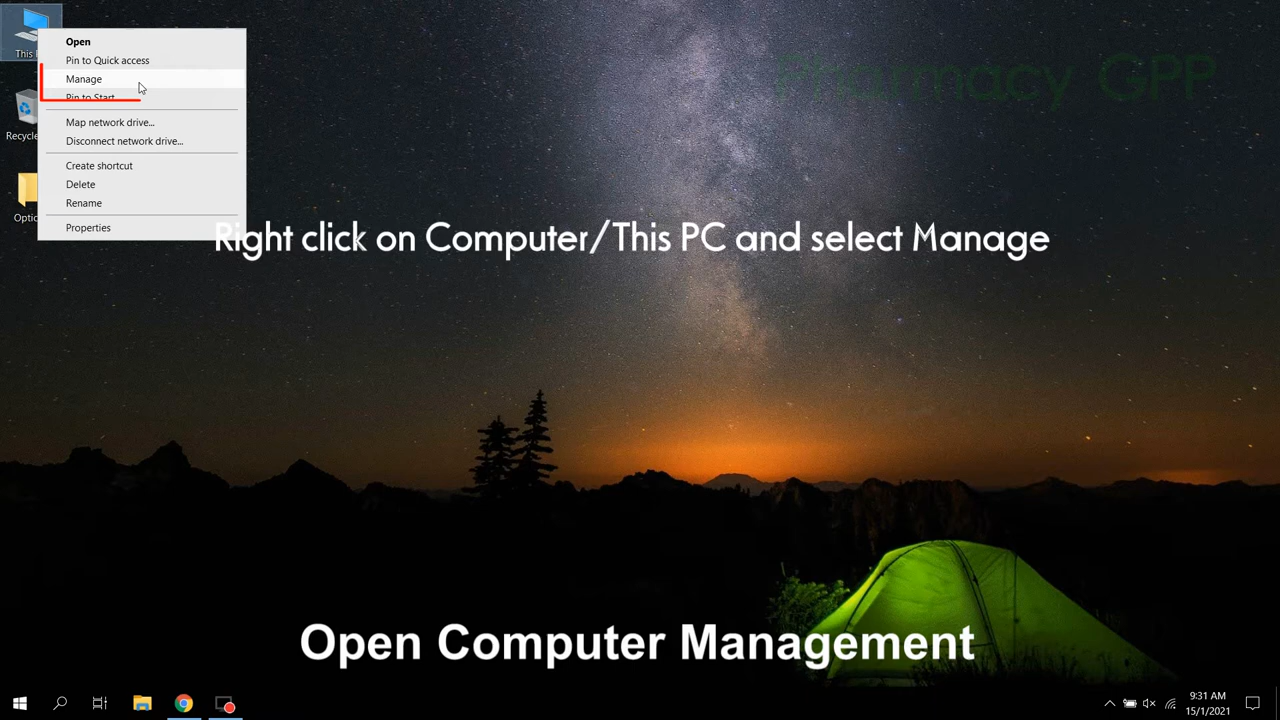 This
Open
Pin to Quick access
Manage
Pin to Start
Map network drive...
Disconnect network drive...
Create shortcut
Delete
Rename
Properties
Pharmacy GPP
Right click on Computer/This PC and select Manage
Open Computer Management
9:31 AM
15/1/2021